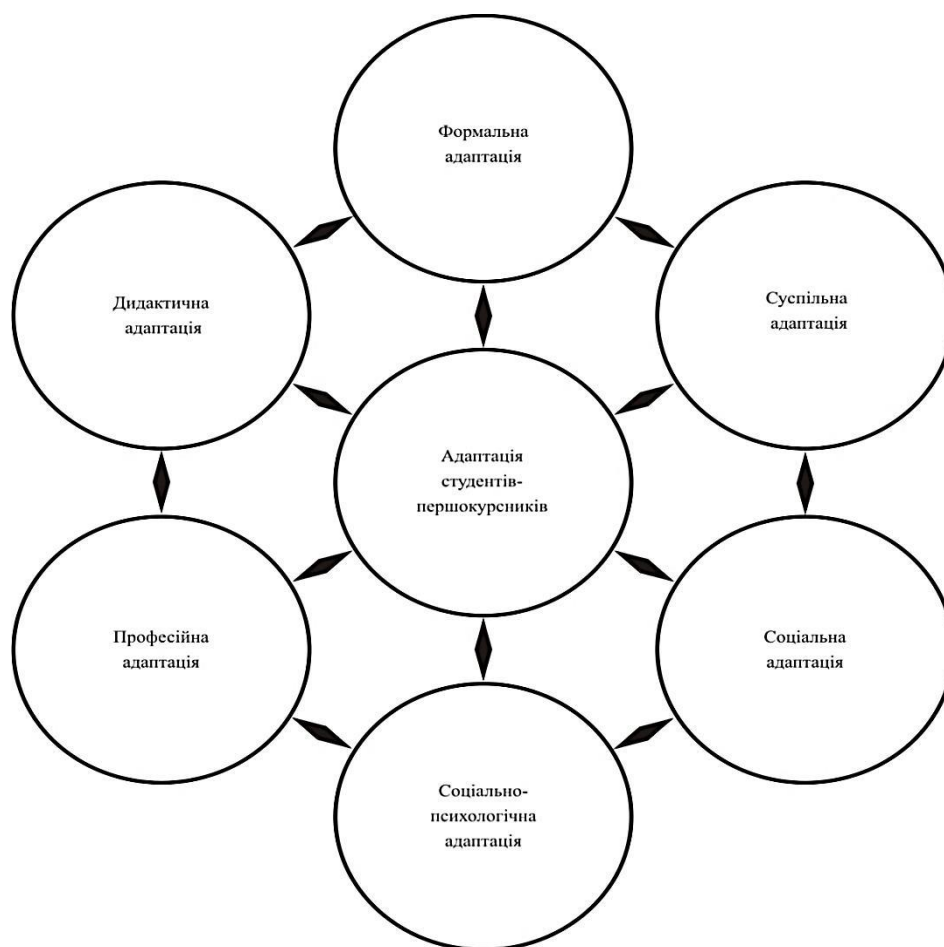 Формальна
адаптація
Дидактична
адаптація
Суспільна
адаптація
Адаптація
студентів-
першокурсників
Професійна
адаптація
Соціальна
адаптація
Соціально-
психологічна
адаптація